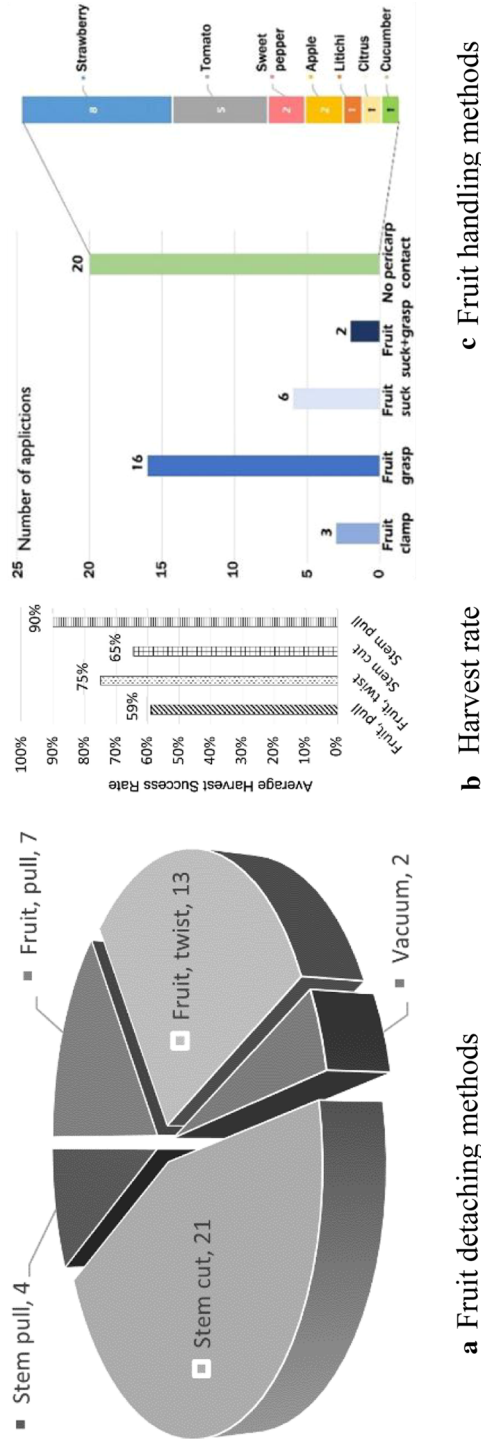 ■ Stem pull, 4
■ Fruit, pull, 7
Fruit, twist, 13
Stem cut, 21
■ Vacuum, 2
a Fruit detaching methods
Average Harvest Success Rate
100%
90%
80%
70%
60%
50%
40%
30%
20%
10%
0%
59%
75%
65%
90%
Fruit, pull
Fruit, twist
Stem cut
Stem pull
b Harvest rate
Number of applictions
25
20
15
10
5
0
3
16
6
2
20
Fruit
clamp
Fruit
grasp
Fruit
suck
Fruit
suck+grasp
No pericarp
contact
8
5
2
2
1
1
1
Strawberry
Tomato
Sweet
pepper
Apple
Litichi
Citrus
Cucumber
c Fruit handling methods